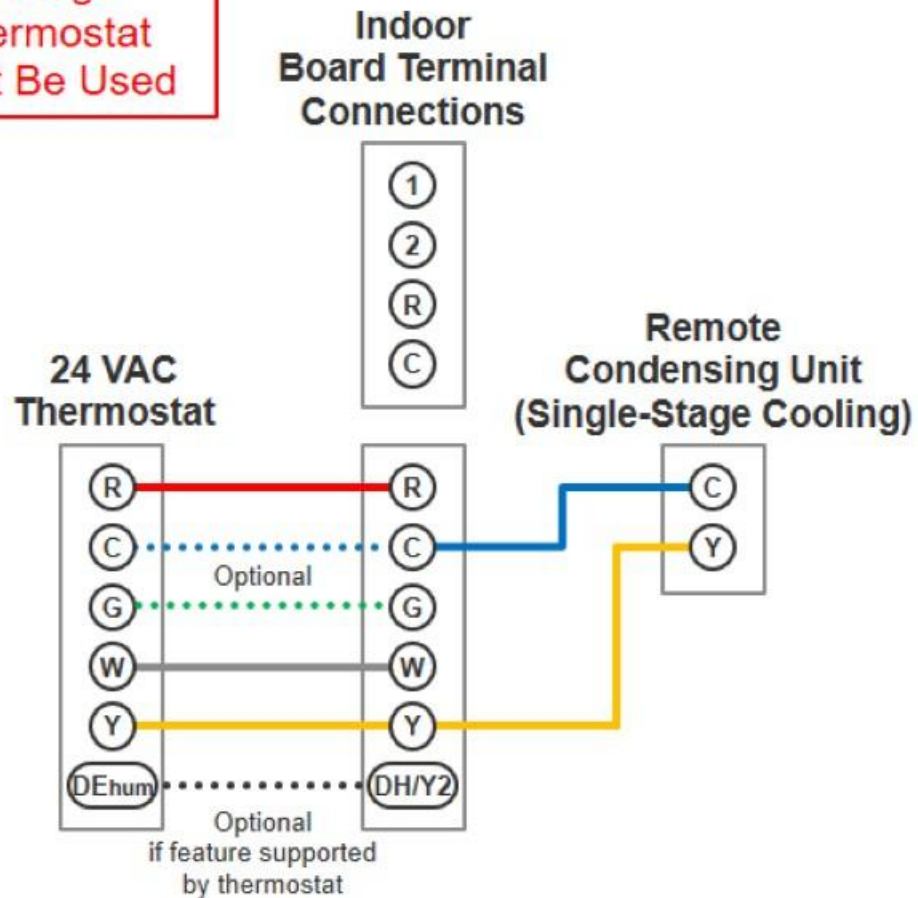 Be Used
Indoor
Board Terminal
Connections
1
2
R
C
24 VAC
Thermostat
Remote
Condensing Unit
(Single-Stage Cooling)
R
R
C
C
Optional
C
Y
G
G
W
W
Y
Y
DEhum
DH/Y2
Optional
if feature supported
by thermostat